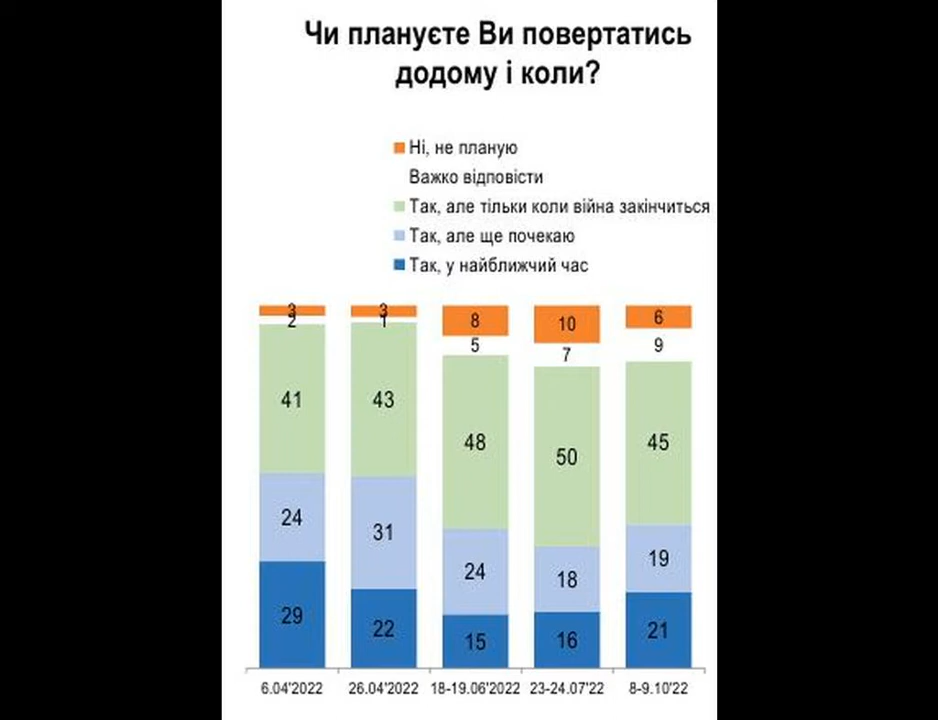 Чи плануєте Ви повертатись
додому і коли?
Ні, не планую
Важко відповісти
Так, але тільки коли війна закінчиться
Так, але ще почекаю
Так, у найближчий час
3 3 8 10 6
2 1 5 7 9
41 43 48 50 45
24 31 24 18 19
29 22 15 16 21
6.04'2022 26.04'2022 18-19.06'2022 23-24.07'22 8-9.10'22